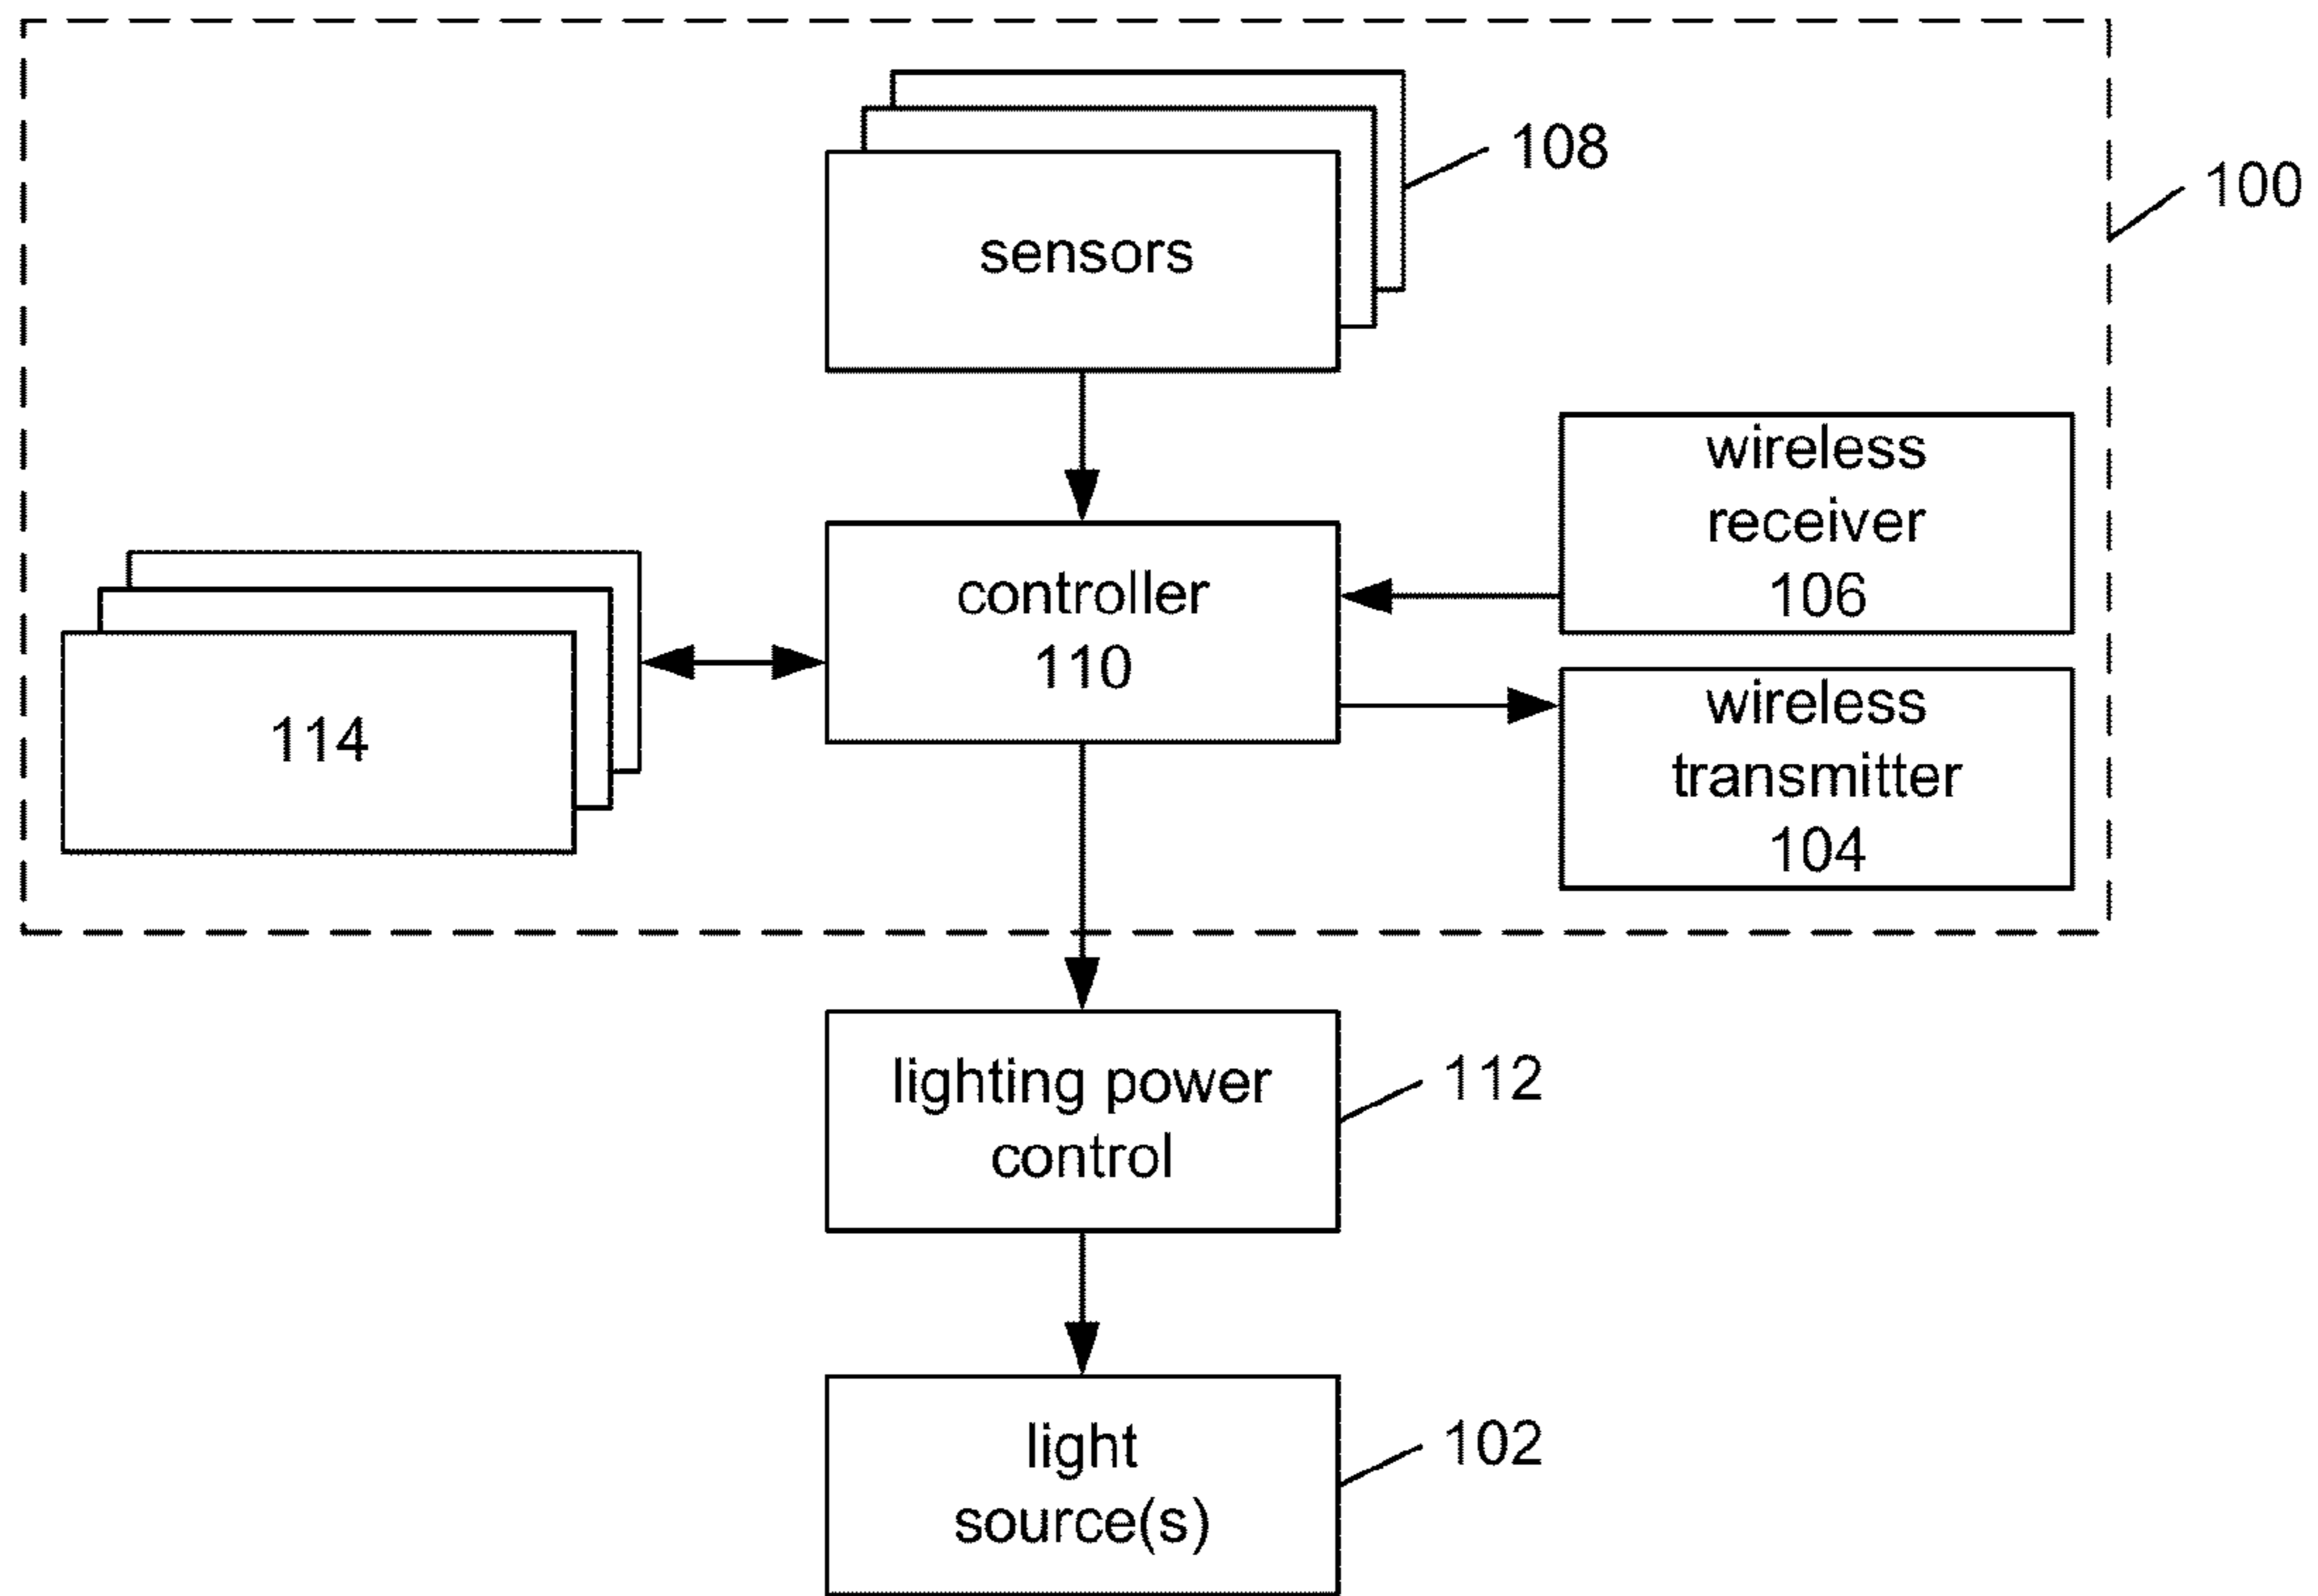 108
100
sensors
wireless
receiver
106
controller
110
wireless
transmitter
104
114
lighting power
control
112
light
source(s)
102